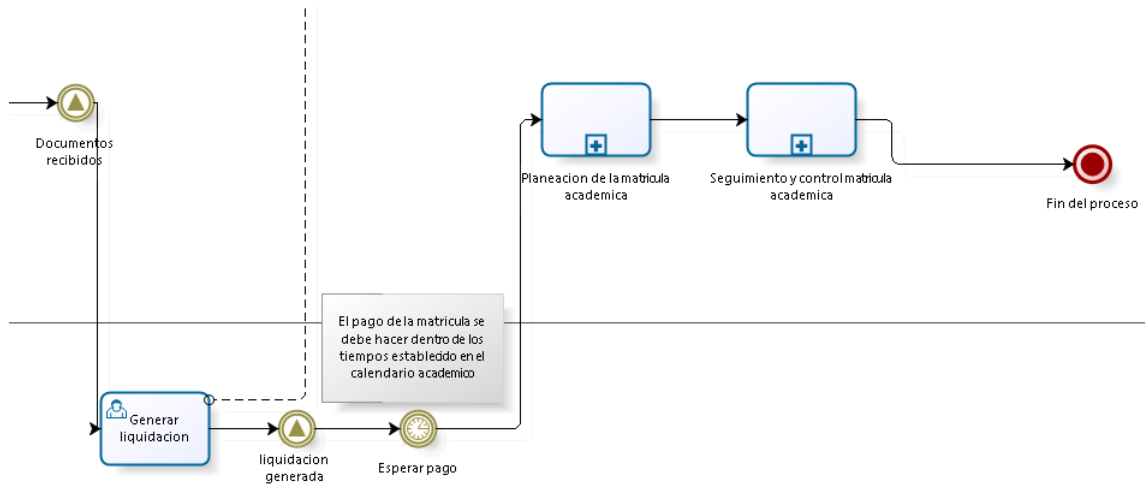 Documentos
recibidos
Planeacion de la matricula
academica
Seguimiento y control matricula
academica
Fin del proceso
El pago de la matricula se
debe hacer dentro de los
tiempos establecido en el
calendario academico
Generar
liquidacion
liquidacion
generada
Esperar pago